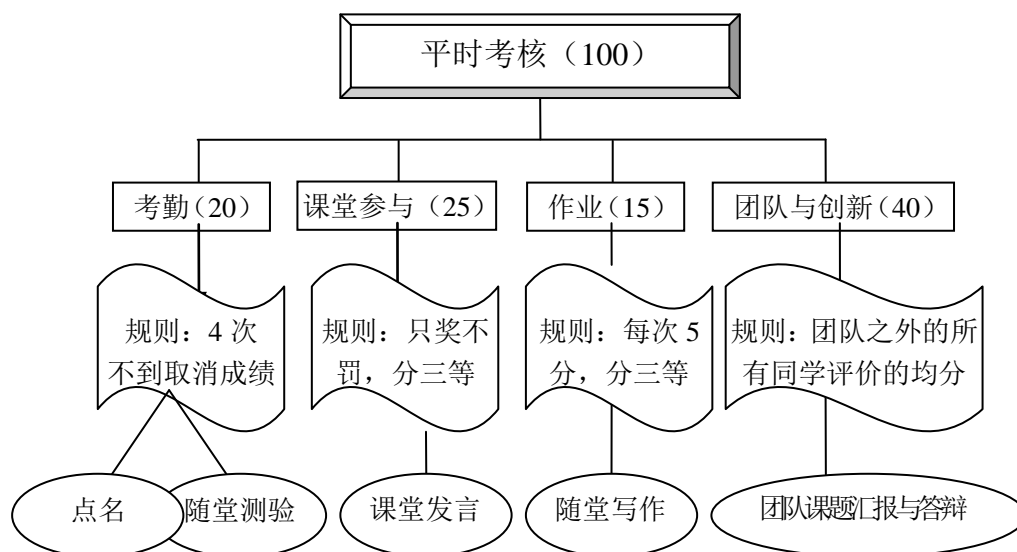 平时考核（100）
考勤（20）
课堂参与（25）
作业（15）
团队与创新（40）
规则：4 次
不到取消成绩
规则：只奖不
罚，分三等
规则：每次 5
分，分三等
规则：团队之外的所
有同学评价的均分
点名
随堂测验
课堂发言
随堂写作
团队课题汇报与答辩